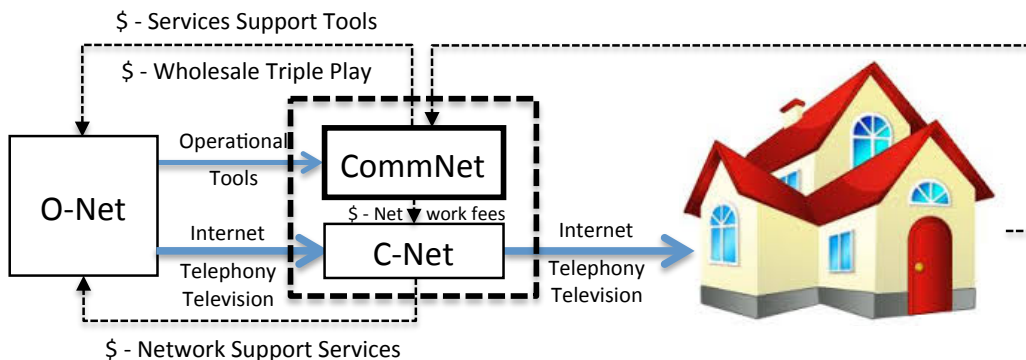 $ - Services Support Tools
$ - Wholesale Triple Play
Operational
Tools
CommNet
O-Net
$ - Net work fees
Internet
Telephony
Television
C-Net
Internet
Telephony
Television
$ - Network Support Services